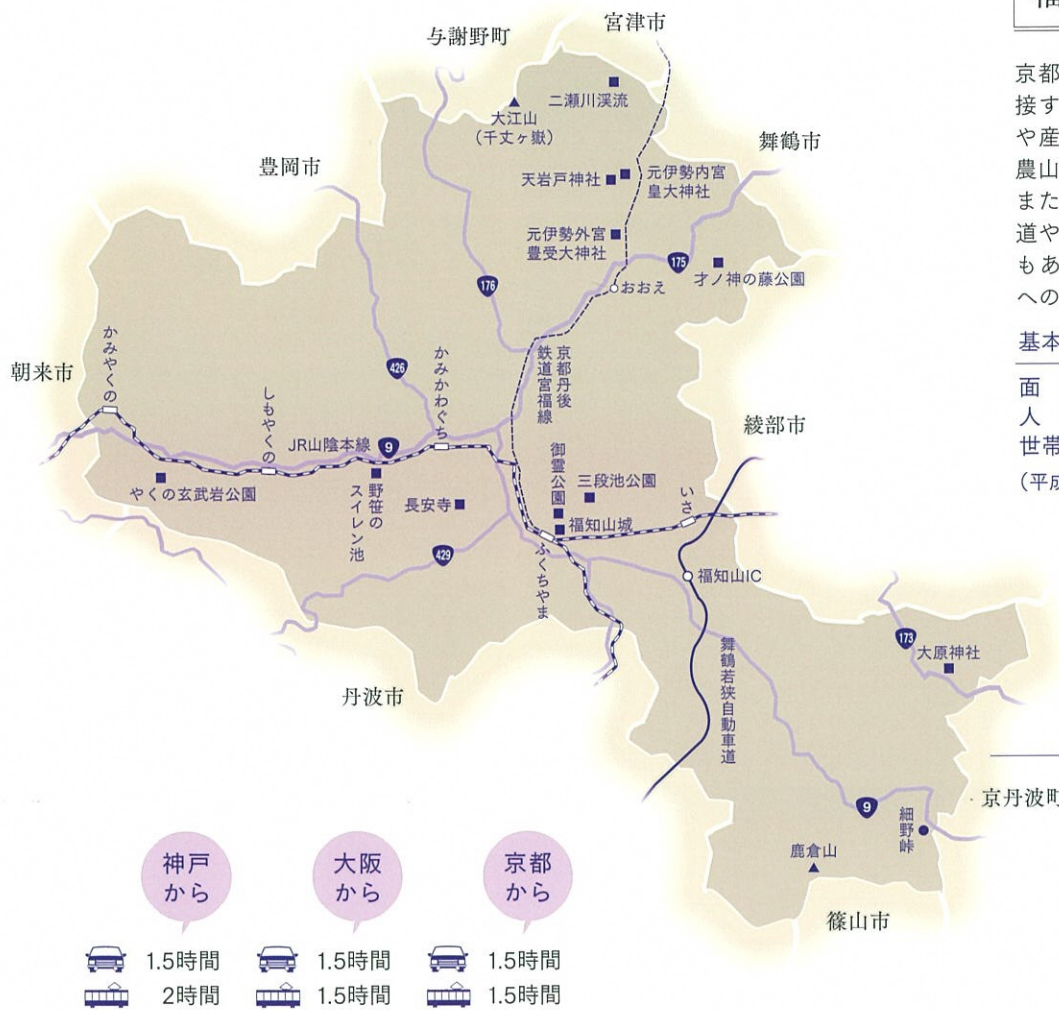 宮津市
与謝野町
二瀬川渓流
大江山
(千丈ヶ嶽)
舞鶴市
豊岡市
天岩戸神社
元伊勢内宮
皇大神社
元伊勢外宮
豊受大神社
175
才ノ神の藤公園
176
おおえ
朝来市
かみやくの
426
かみかわぐち
京都丹後
鉄道宮福線
しもやくの
JR山陰本線
9
綾部市
やくの玄武岩公園
野笹の
スイレン池
長安寺
御霊公園
三段池公園
福知山城
いさ
429
ふくちやま
福知山IC
173
大原神社
舞鶴若狭自動車道
丹波市
9
京丹波町
細野峠
鹿倉山
篠山市
神戸
から
1.5時間
2時間
大阪
から
1.5時間
1.5時間
京都
から
1.5時間
1.5時間
京都
接す
や産
農山
また
道や
もあ
への
基本
面
人
世帯
(平成